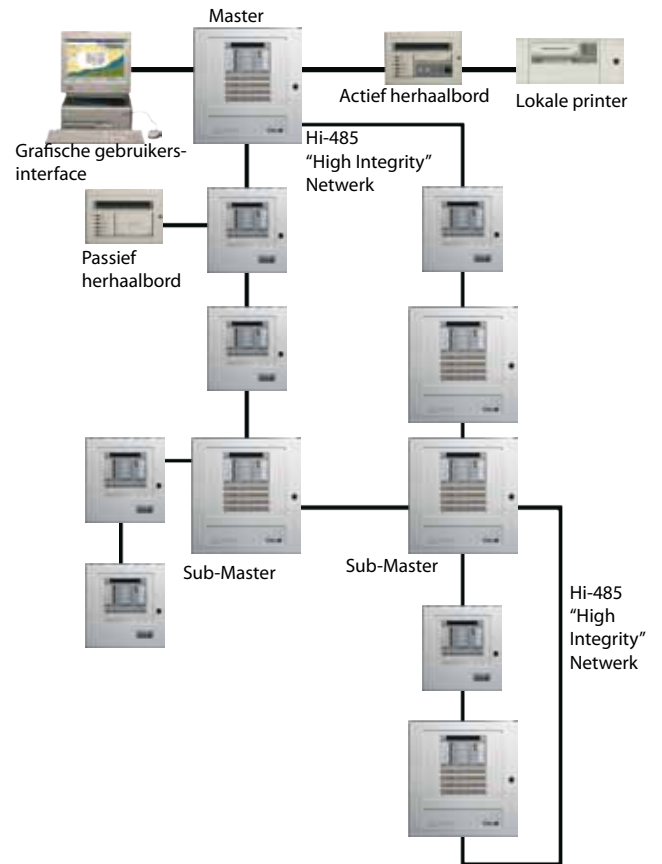 Master
Actief herhaalbord
Lokale printer
Grafische gebruikers-
interface
Hi-485
“High Integrity”
Netwerk
Passief
herhaalbord
Sub-Master
Sub-Master
Hi-485
“High
Integrity”
Netwerk